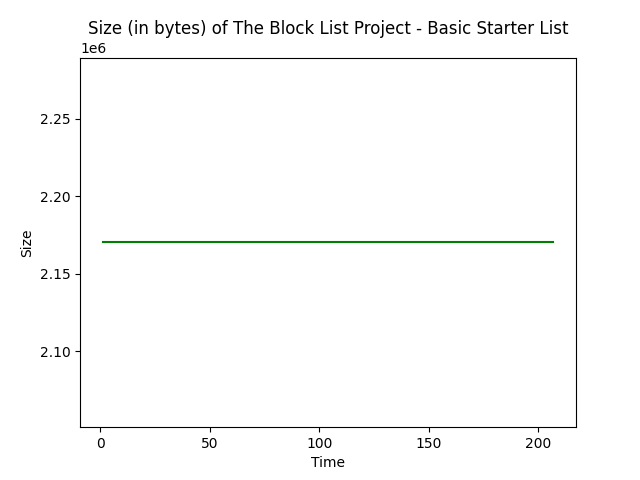 Size (in bytes) of The Block List Project - Basic Starter List
1e6
2.25
2.20
2.15
2.10
Size
0 50 100 150 200
Time